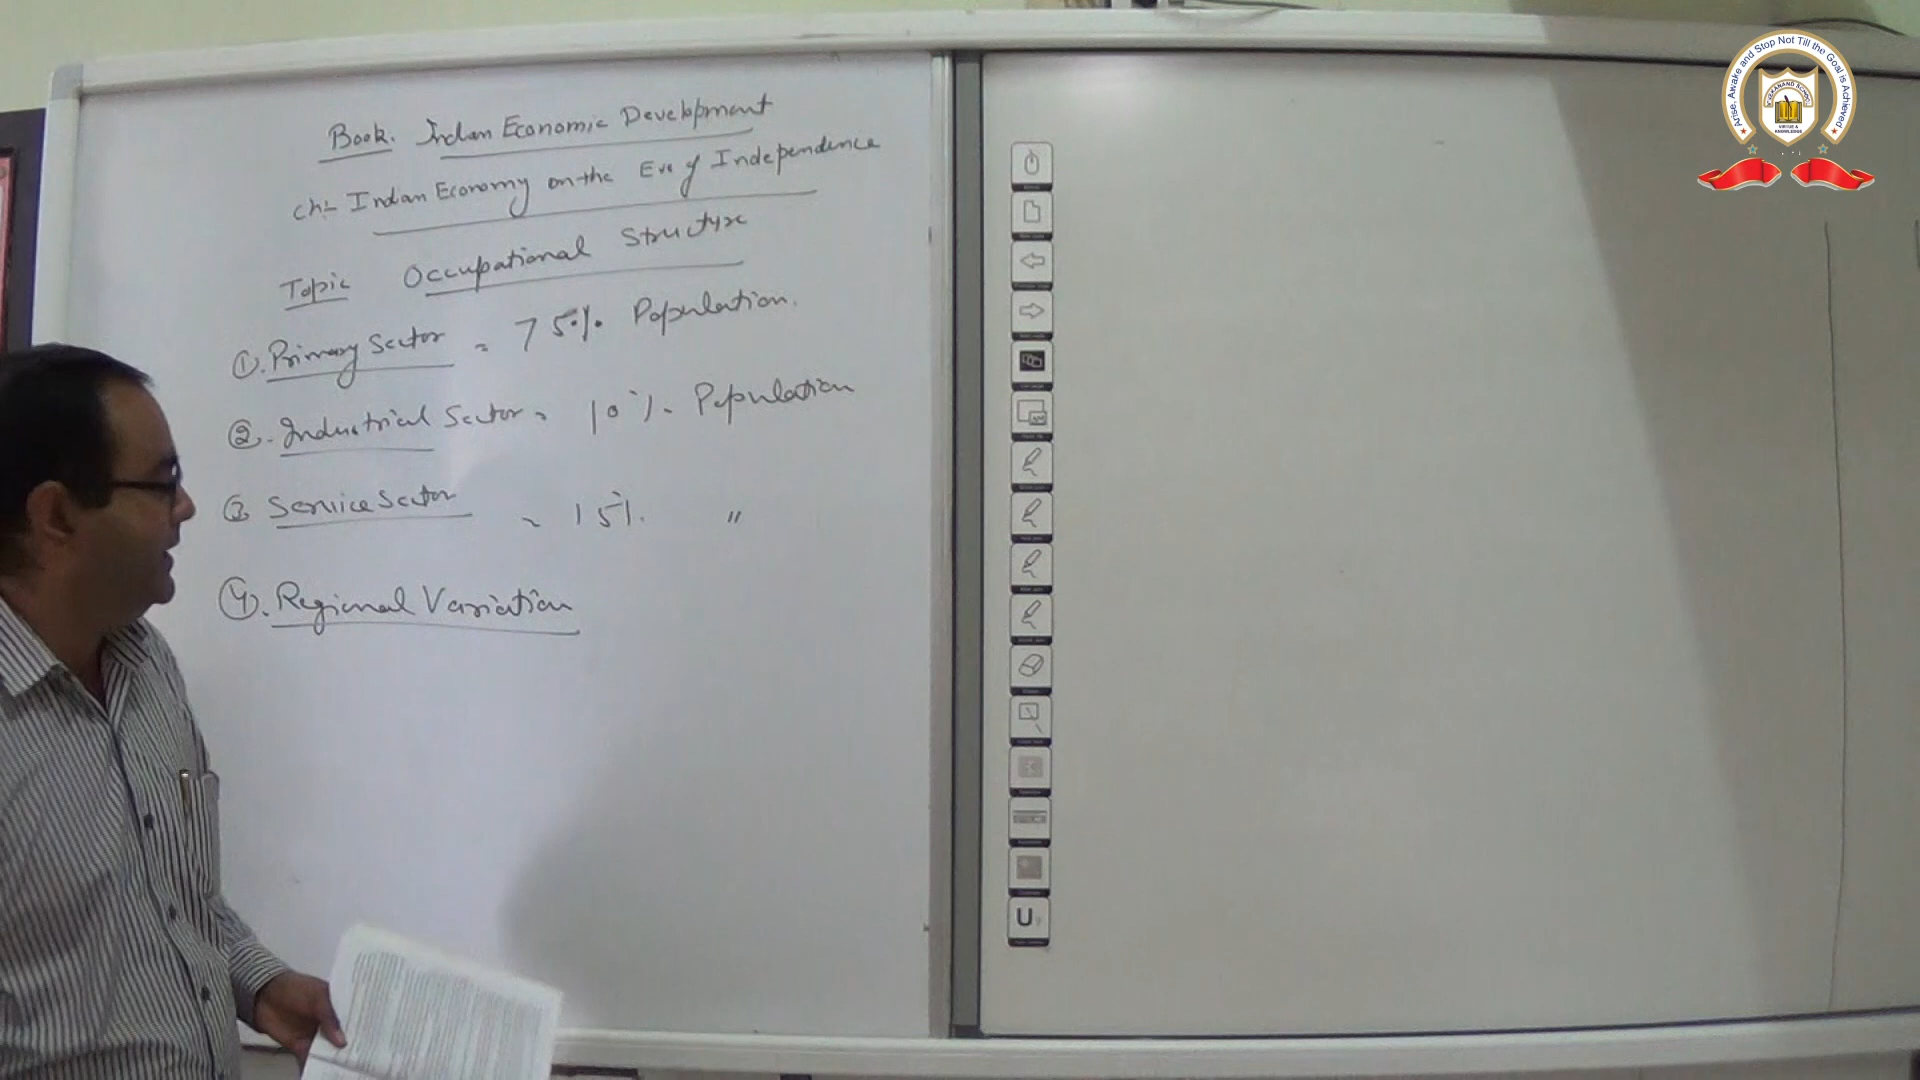 Book. Indian Economic Development
Ch:- Indian Economy on the Eve of Independence
Topic Occupational Structure
①. Primary Sector = 75% Population.
②. Industrial Sector = 10% Population
③ Service Sector = 15% "
④. Regional Variation
Arise, Awake and Stop Not Till the Goal is Achieved
VIRTUE &
KNOWLEDGE
U